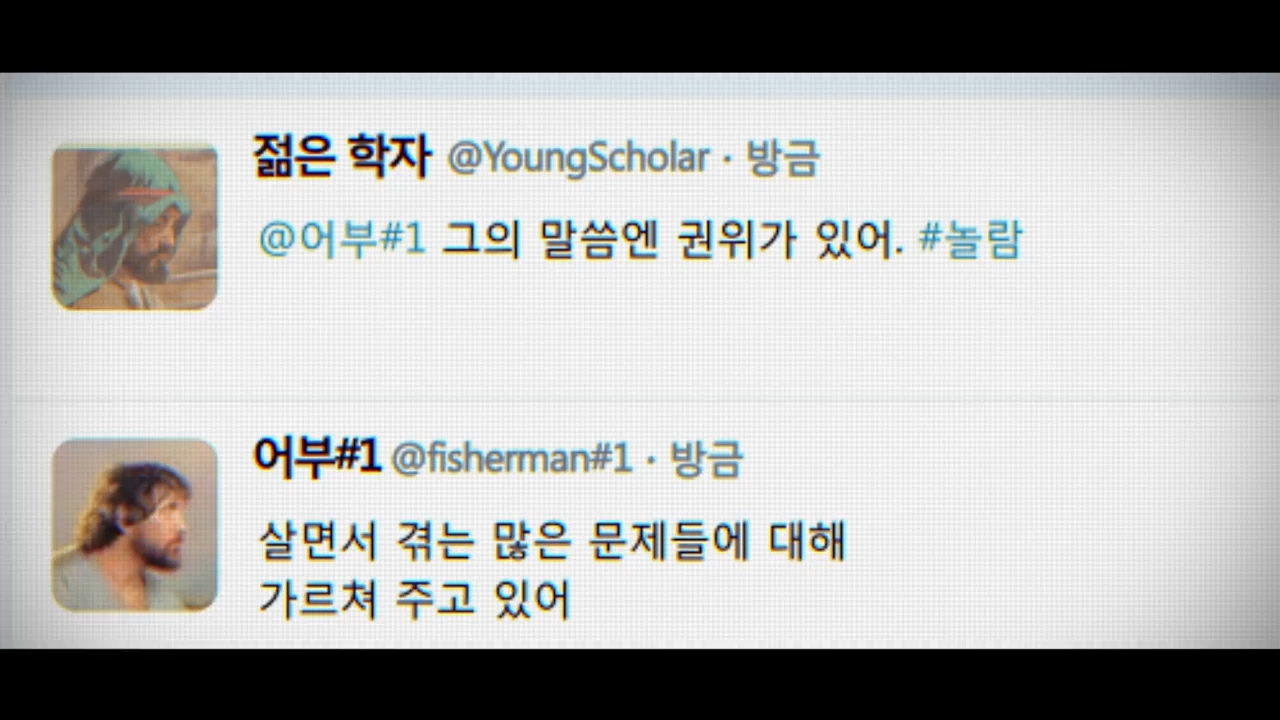 젊은 학자 @YoungScholar · 방금
@어부#1 그의 말씀엔 권위가 있어. #놀람
어부#1 @fisherman#1 · 방금
살면서 겪는 많은 문제들에 대해
가르쳐 주고 있어